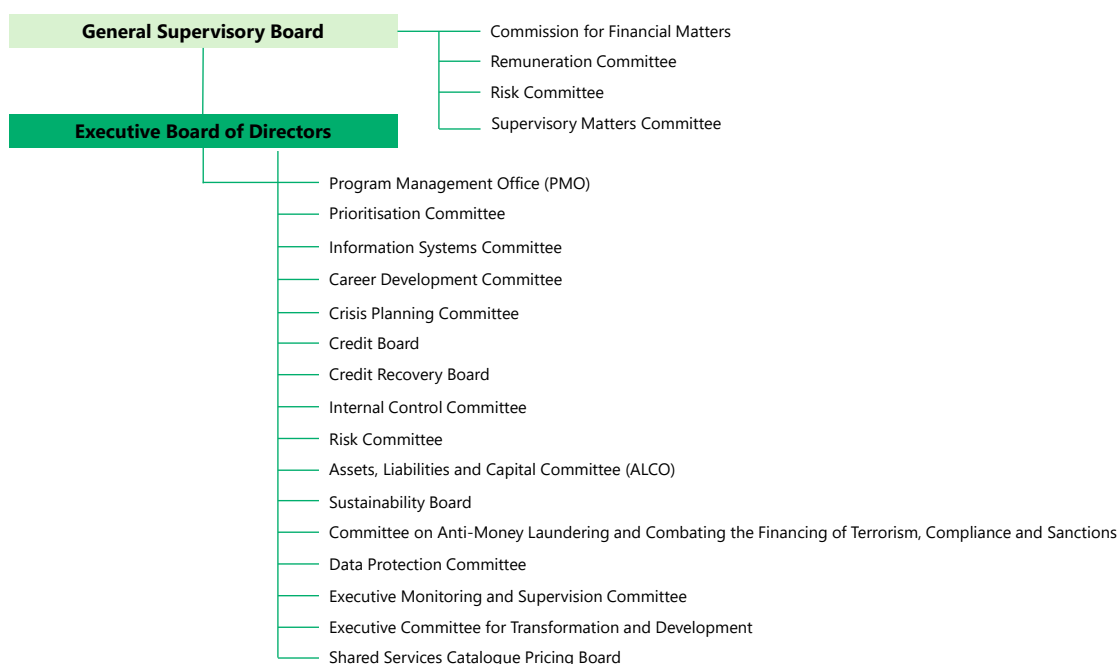 General Supervisory Board
Commission for Financial Matters
Remuneration Committee
Risk Committee
Supervisory Matters Committee
Executive Board of Directors
Program Management Office (PMO)
Prioritisation Committee
Information Systems Committee
Career Development Committee
Crisis Planning Committee
Credit Board
Credit Recovery Board
Internal Control Committee
Risk Committee
Assets, Liabilities and Capital Committee (ALCO)
Sustainability Board
Committee on Anti-Money Laundering and Combating the Financing of Terrorism, Compliance and Sanctions
Data Protection Committee
Executive Monitoring and Supervision Committee
Executive Committee for Transformation and Development
Shared Services Catalogue Pricing Board